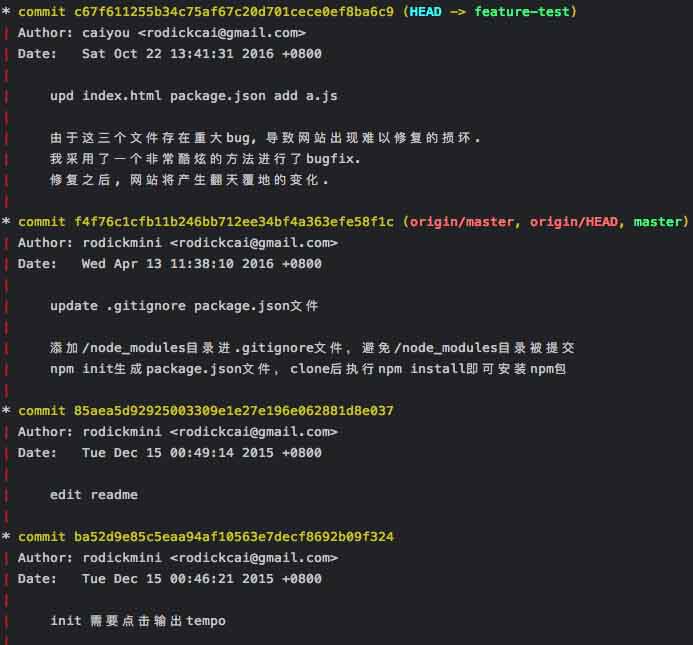 * commit c67f611255b34c75af67c20d701cece0ef8ba6c9 (HEAD -> feature-test)
| Author: caiyou <rodickcai@gmail.com>
| Date:   Sat Oct 22 13:41:31 2016 +0800
|
|     upd index.html package.json add a.js
|
|     由于这三个文件存在重大bug, 导致网站出现难以修复的损坏.
|     我采用了一个非常酷炫的方法进行了bugfix.
|     修复之后, 网站将产生翻天覆地的变化.
|
* commit f4f76c1cfb11b246bb712ee34bf4a363efe58f1c (origin/master, origin/HEAD, master)
| Author: rodickmini <rodickcai@gmail.com>
| Date:   Wed Apr 13 11:38:10 2016 +0800
|
|     update .gitignore package.json文件
|
|     添加/node_modules目录进.gitignore文件, 避免/node_modules目录被提交
|     npm init生成package.json文件, clone后执行npm install即可安装npm包
|
* commit 85aea5d92925003309e1e27e196e062881d8e037
| Author: rodickmini <rodickcai@gmail.com>
| Date:   Tue Dec 15 00:49:14 2015 +0800
|
|     edit readme
|
* commit ba52d9e85c5eaa94af10563e7decf8692b09f324
| Author: rodickmini <rodickcai@gmail.com>
| Date:   Tue Dec 15 00:46:21 2015 +0800
|
|     init 需要点击输出tempo
|